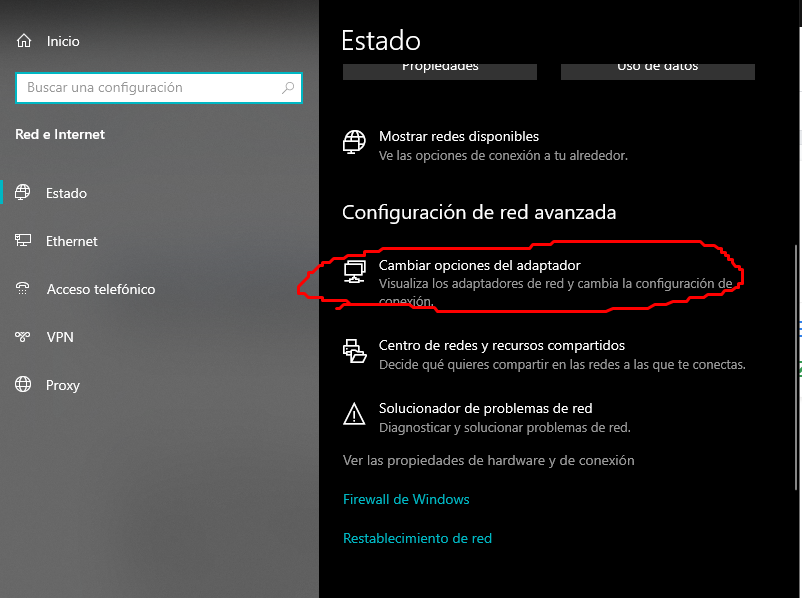 Inicio
Buscar una configuración
Red e Internet
Estado
Ethernet
Acceso telefónico
VPN
Proxy
Estado
Propiedades
Uso de datos
Mostrar redes disponibles
Ve las opciones de conexión a tu alrededor.
Configuración de red avanzada
Cambiar opciones del adaptador
Visualiza los adaptadores de red y cambia la configuración de
conexión.
Centro de redes y recursos compartidos
Decide qué quieres compartir en las redes a las que te conectas.
Solucionador de problemas de red
Diagnosticar y solucionar problemas de red.
Ver las propiedades de hardware y de conexión
Firewall de Windows
Restablecimiento de red